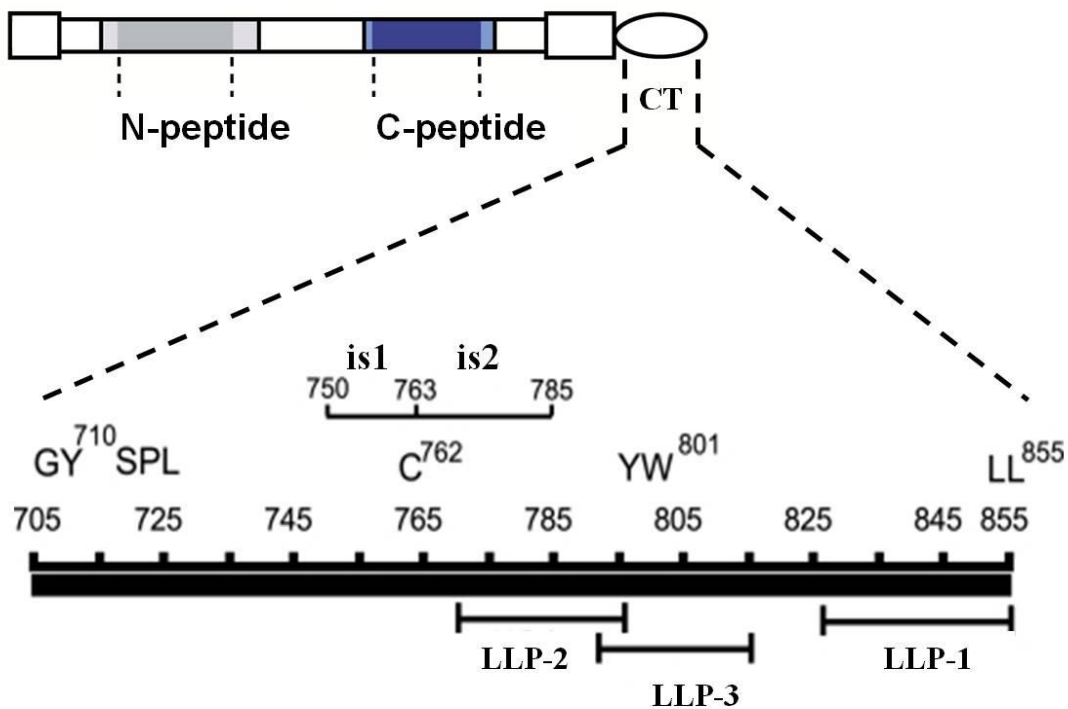 CT
N-peptide C-peptide
is1 is2
750 763 785
GY710SPL C762 YW801 LL855
705 725 745 765 785 805 825 845 855
LLP-2 LLP-1
LLP-3